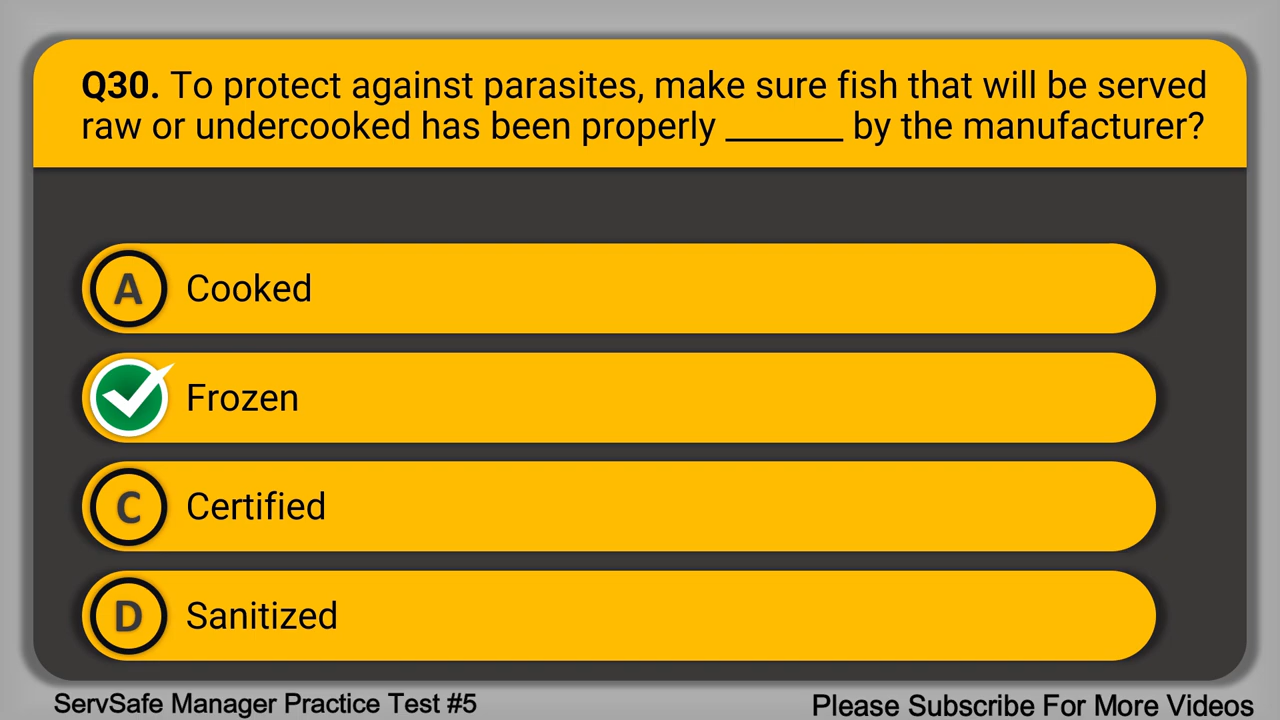 Q30. To protect against parasites, make sure fish that will be served
raw or undercooked has been properly ______ by the manufacturer?
A Cooked
Frozen
C Certified
D Sanitized
ServSafe Manager Practice Test #5
Please Subscribe For More Videos